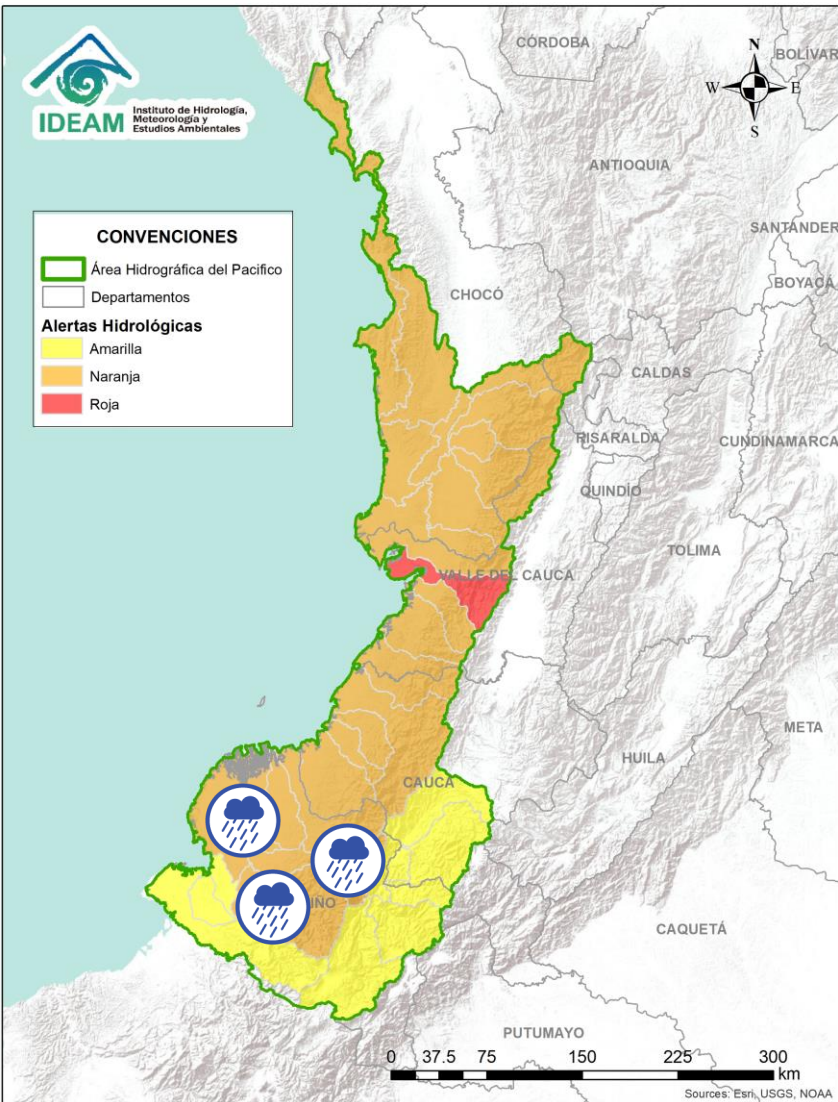 IDEAM
Instituto de Hidrología,
Meteorología y
Estudios Ambientales
CÓRDOBA
BOLÍVAR
N
W
E
S
ANTIOQUIA
SANTANDER
CONVENCIONES
Área Hidrográfica del Pacifico
Departamentos
Alertas Hidrológicas
Amarilla
Naranja
Roja
BOYACÁ
CHOCÓ
CALDAS
RISARALDA
CUNDINAMARCA
QUINDÍO
TOLIMA
VALLE DEL CAUCA
META
HUILA
CAUCA
IÑO
CAQUETÁ
PUTUMAYO
0 37.5 75 150 225 300
km
Sources: Esri, USGS, NOAA